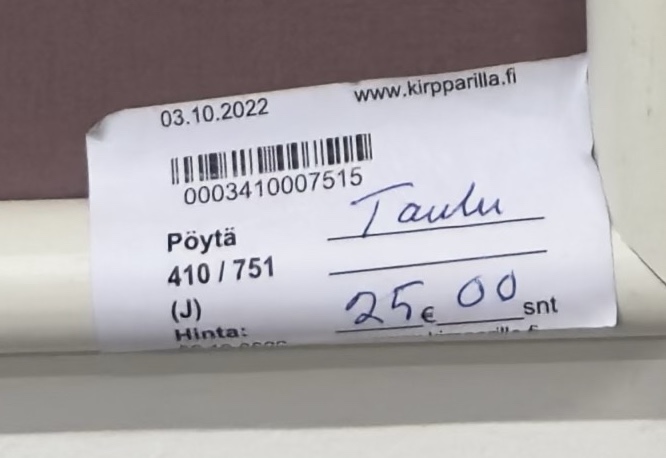 03.10.2022 www.kirpparilla.fi
0003410007515
Pöytä Taulu
410 / 751
(J)
Hinta: 25 € 00 snt